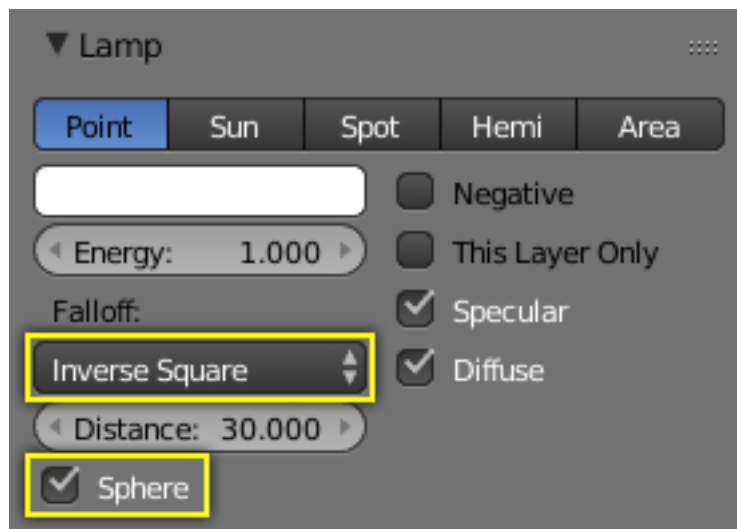 Lamp
Point Sun Spot Hemi Area
Negative
Energy: 1.000 This Layer Only
Falloff: Specular
Inverse Square Diffuse
Distance: 30.000
Sphere